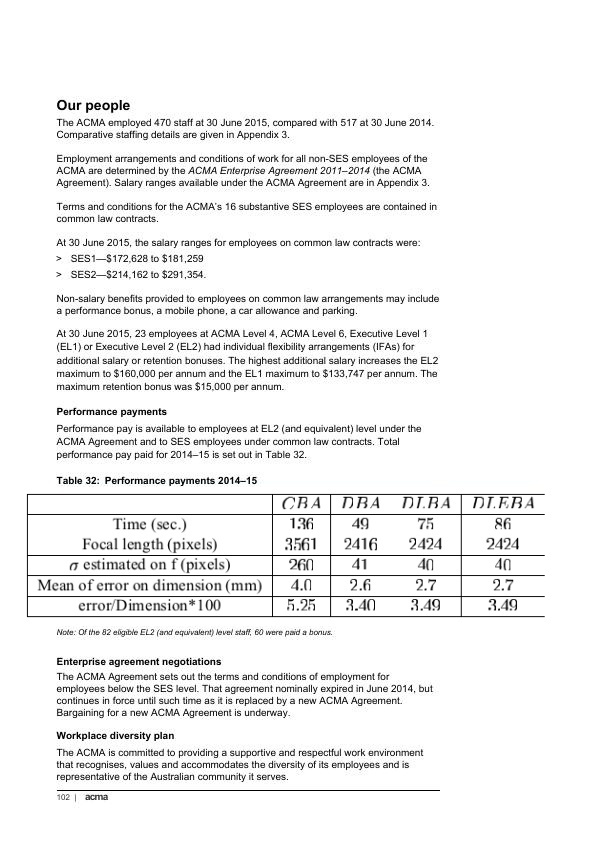 Our people
The ACMA employed 470 staff at 30 June 2015, compared with 517 at 30 June 2014.
Comparative staffing details are given in Appendix 3.
Employment arrangements and conditions of work for all non-SES employees of the
ACMA are determined by the ACMA Enterprise Agreement 2011–2014 (the ACMA
Agreement). Salary ranges available under the ACMA Agreement are in Appendix 3.
Terms and conditions for the ACMA's 16 substantive SES employees are contained in
common law contracts.
At 30 June 2015, the salary ranges for employees on common law contracts were:
> SES1—$172,628 to $181,259
> SES2—$214,162 to $291,354.
Non-salary benefits provided to employees on common law arrangements may include
a performance bonus, a mobile phone, a car allowance and parking.
At 30 June 2015, 23 employees at ACMA Level 4, ACMA Level 6, Executive Level 1
(EL1) or Executive Level 2 (EL2) had individual flexibility arrangements (IFAs) for
additional salary or retention bonuses. The highest additional salary increases the EL2
maximum to $160,000 per annum and the EL1 maximum to $133,747 per annum. The
maximum retention bonus was $15,000 per annum.
Performance payments
Performance pay is available to employees at EL2 (and equivalent) level under the
ACMA Agreement and to SES employees under common law contracts. Total
performance pay paid for 2014–15 is set out in Table 32.
Table 32: Performance payments 2014–15
CBA DBA DLBA DLEBA
Time (sec.) 136 49 75 86
Focal length (pixels) 3561 2416 2424 2424
σ estimated on f (pixels) 260 41 40 40
Mean of error on dimension (mm) 4.0 2.6 2.7 2.7
error/Dimension*100 5.25 3.40 3.49 3.49
Note: Of the 82 eligible EL2 (and equivalent) level staff, 60 were paid a bonus.
Enterprise agreement negotiations
The ACMA Agreement sets out the terms and conditions of employment for
employees below the SES level. That agreement nominally expired in June 2014, but
continues in force until such time as it is replaced by a new ACMA Agreement.
Bargaining for a new ACMA Agreement is underway.
Workplace diversity plan
The ACMA is committed to providing a supportive and respectful work environment
that recognises, values and accommodates the diversity of its employees and is
representative of the Australian community it serves.
102 | acma